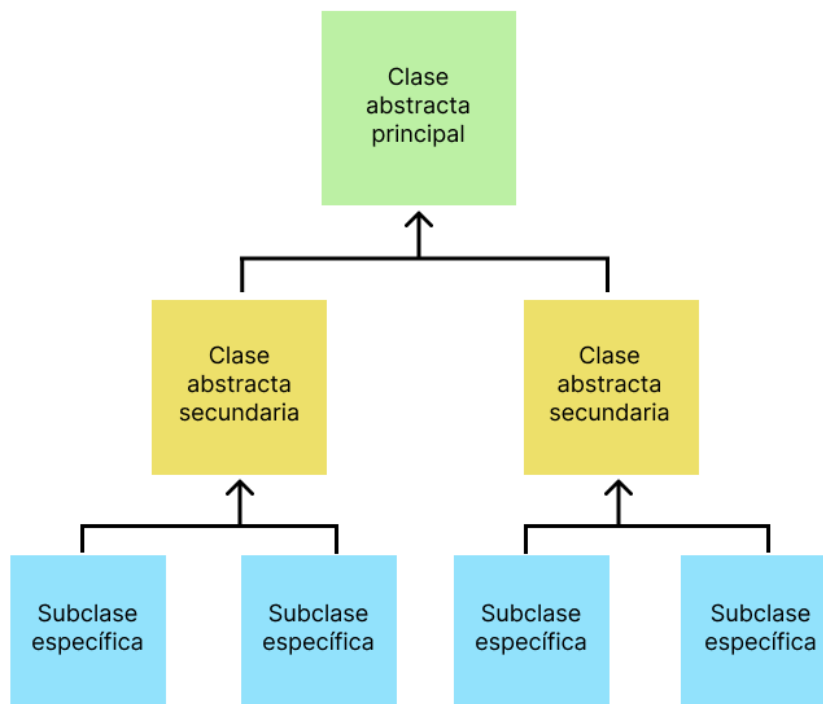 Clase
abstracta
principal
Clase
abstracta
secundaria
Clase
abstracta
secundaria
Subclase
específica
Subclase
específica
Subclase
específica
Subclase
específica